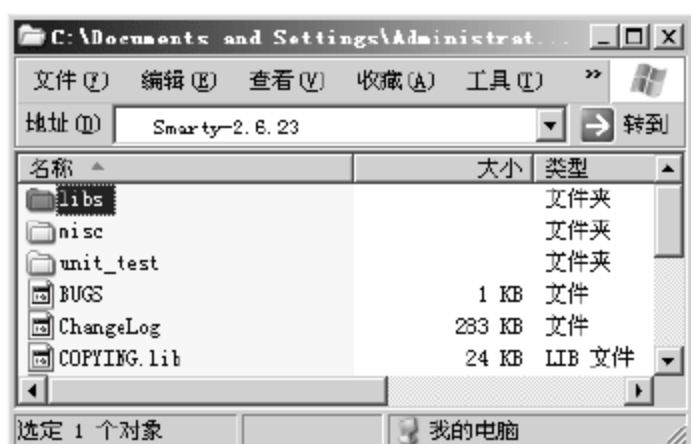 C:\Documents and Settings\Administrat...
文件(F) 编辑(E) 查看(V) 收藏(A) 工具(T) »
地址(D) Smarty-2.6.23 转到
名称 大小 类型
libs 文件夹
misc 文件夹
unit_test 文件夹
BUGS 1 KB 文件
ChangeLog 283 KB 文件
COPYING.lib 24 KB LIB 文件
选定 1 个对象 我的电脑